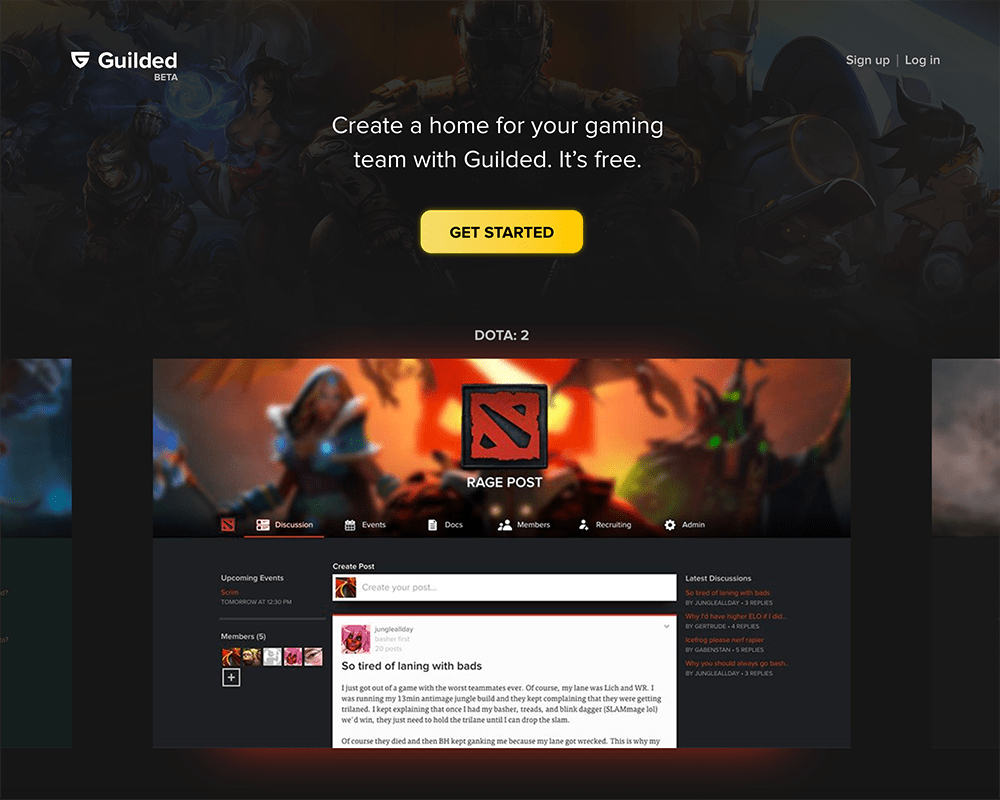 Guilded
BETA
Sign up | Log in
Create a home for your gaming
team with Guilded. It's free.
GET STARTED
DOTA: 2
RAGE POST
Discussion
Events
Docs
Members
Recruiting
Admin
Upcoming Events
Scrim
TOMORROW AT 12:30 PM
Members (5)
+
Create Post
Create your post...
jungleallday
basher first
20 posts
So tired of laning with bads
I just got out of a game with the worst teammates ever. Of course, my lane was Lich and WR. I
was running my 13min antimage jungle build and they kept complaining that they were getting
trilaned. I kept explaining that once I had my basher, treads, and blink dagger (SLAMmage lol)
we'd win, they just need to hold the trilane until I can drop the slam.
Of course they died and then BH kept ganking me because my lane got wrecked. This is why my
Latest Discussions
So tired of laning with bads
BY JUNGLEALLDAY • 3 REPLIES
Why I'd have higher ELO if I did...
BY GERTRUDE • 4 REPLIES
Icefrog please nerf rapier
BY GABENSTAN • 5 REPLIES
Why you should always go bash..
BY JUNGLEALLDAY • 3 REPLIES